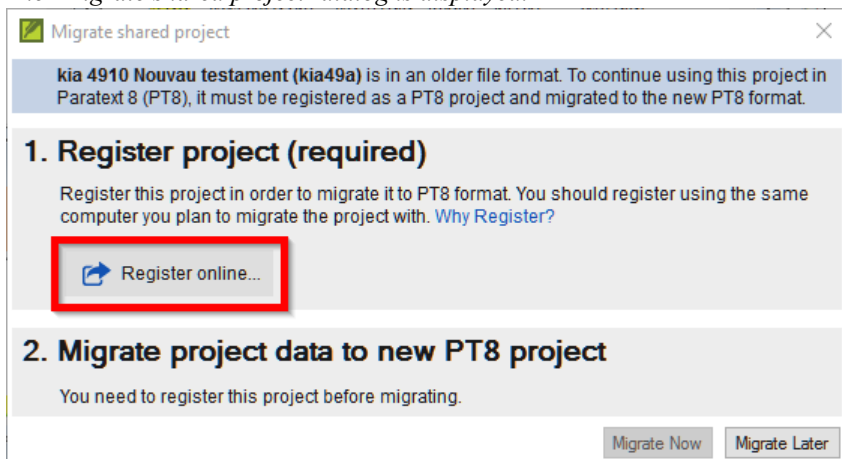 Migrate shared project
kia 4910 Nouvau testament (kia49a) is in an older file format. To continue using this project in
Paratext 8 (PT8), it must be registered as a PT8 project and migrated to the new PT8 format.
1. Register project (required)
Register this project in order to migrate it to PT8 format. You should register using the same
computer you plan to migrate the project with. Why Register?
Register online...
2. Migrate project data to new PT8 project
You need to register this project before migrating.
Migrate Now Migrate Later